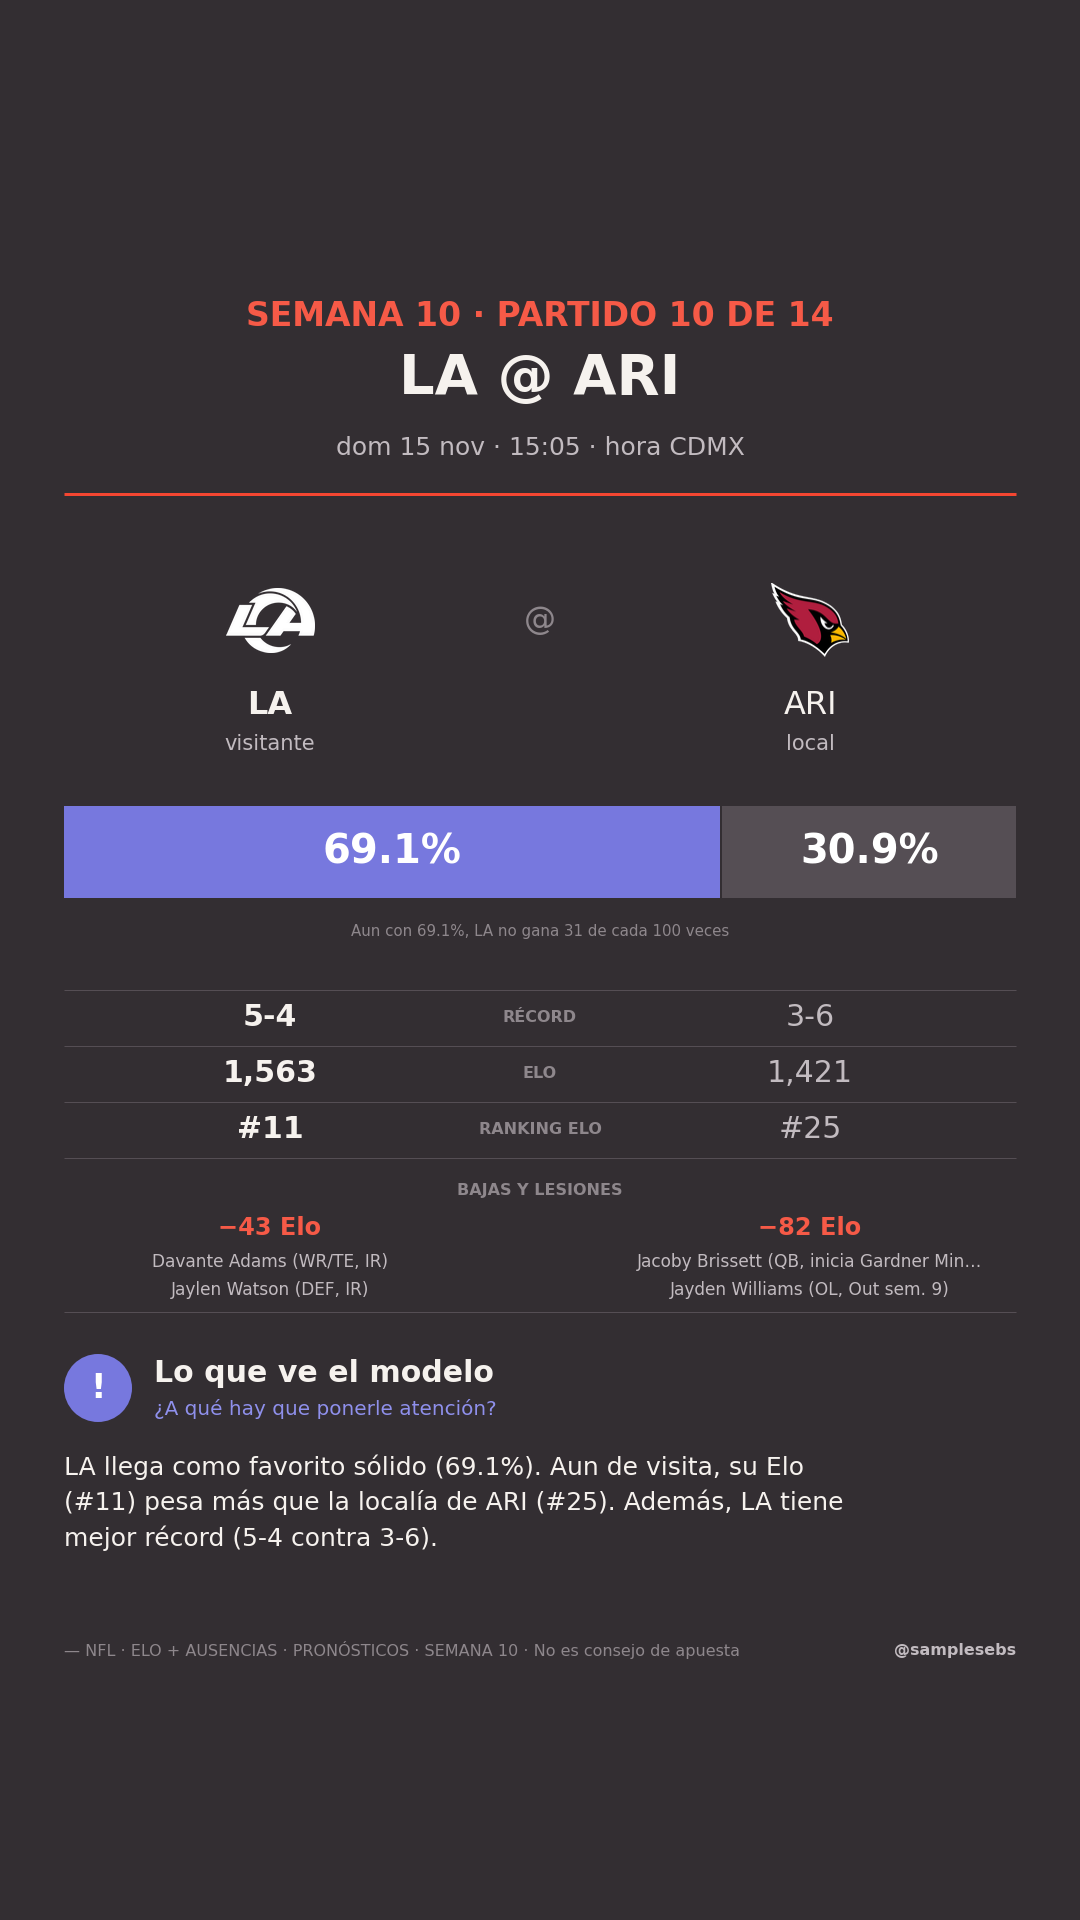 SEMANA 10 · PARTIDO 10 DE 14
LA @ ARI
dom 15 nov · 15:05 · hora CDMX
LA
@
LA
visitante
ARI
local
69.1%
30.9%
Aun con 69.1%, LA no gana 31 de cada 100 veces
5-4 RÉCORD 3-6
1,563 ELO 1,421
#11 RANKING ELO #25
BAJAS Y LESIONES
−43 Elo
Davante Adams (WR/TE, IR)
Jaylen Watson (DEF, IR)
−82 Elo
Jacoby Brissett (QB, inicia Gardner Min…
Jayden Williams (OL, Out sem. 9)
!
Lo que ve el modelo
¿A qué hay que ponerle atención?
LA llega como favorito sólido (69.1%). Aun de visita, su Elo
(#11) pesa más que la localía de ARI (#25). Además, LA tiene
mejor récord (5-4 contra 3-6).
— NFL · ELO + AUSENCIAS · PRONÓSTICOS · SEMANA 10 · No es consejo de apuesta
@samplesebs